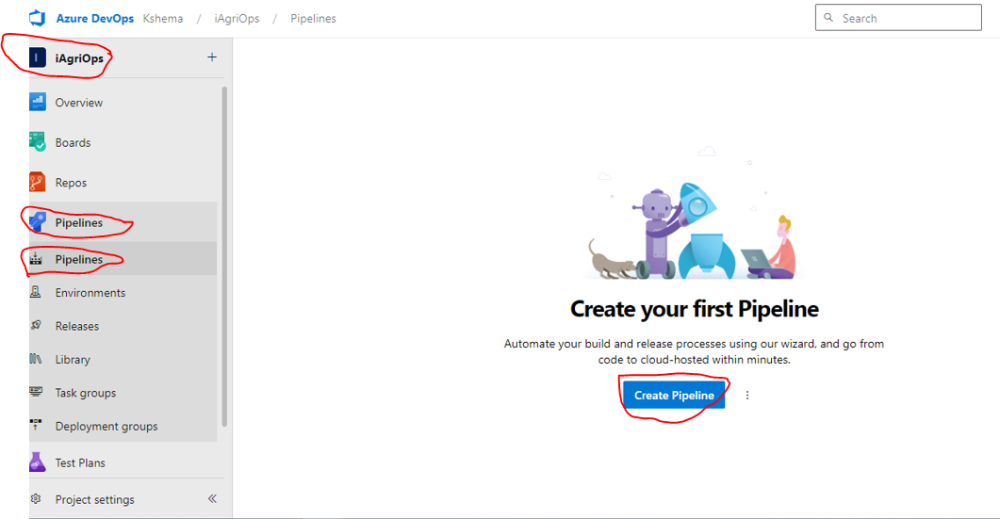 Azure DevOps Kshema / iAgriOps / Pipelines
Search
I iAgriOps +
Overview
Boards
Repos
Pipelines
Pipelines
Environments
Releases
Library
Task groups
Deployment groups
Test Plans
Project settings
Create your first Pipeline
Automate your build and release processes using our wizard, and go from
code to cloud-hosted within minutes.
Create Pipeline